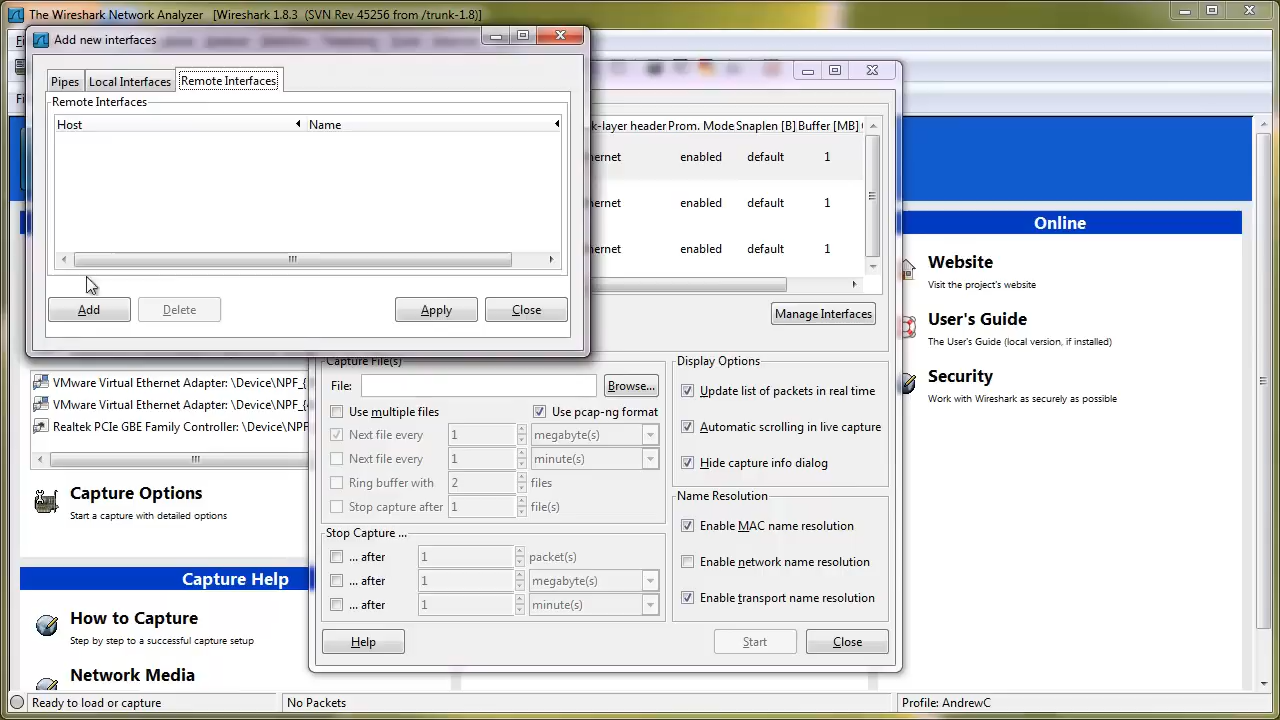 The Wireshark Network Analyzer [Wireshark 1.8.3 (SVN Rev 45256 from /trunk-1.8)]
Add new interfaces
Pipes
Local Interfaces
Remote Interfaces
Remote Interfaces
Host
Name
Add
Delete
Apply
Close
k-layer header Prom. Mode Snaplen [B] Buffer [MB]
ernet enabled default 1
ernet enabled default 1
ernet enabled default 1
Manage Interfaces
Capture File(s)
File:
Browse...
Use multiple files
Use pcap-ng format
Next file every 1 megabyte(s)
Next file every 1 minute(s)
Ring buffer with 2 files
Stop capture after 1 file(s)
Stop Capture ...
... after 1 packet(s)
... after 1 megabyte(s)
... after 1 minute(s)
Display Options
Update list of packets in real time
Automatic scrolling in live capture
Hide capture info dialog
Name Resolution
Enable MAC name resolution
Enable network name resolution
Enable transport name resolution
Help
Start
Close
VMware Virtual Ethernet Adapter: \Device\NPF_{
VMware Virtual Ethernet Adapter: \Device\NPF_{
Realtek PCIe GBE Family Controller: \Device\NPF_{
Capture Options
Start a capture with detailed options
Capture Help
How to Capture
Step by step to a successful capture setup
Network Media
Online
Website
Visit the project's website
User's Guide
The User's Guide (local version, if installed)
Security
Work with Wireshark as securely as possible
Ready to load or capture
No Packets
Profile: AndrewC